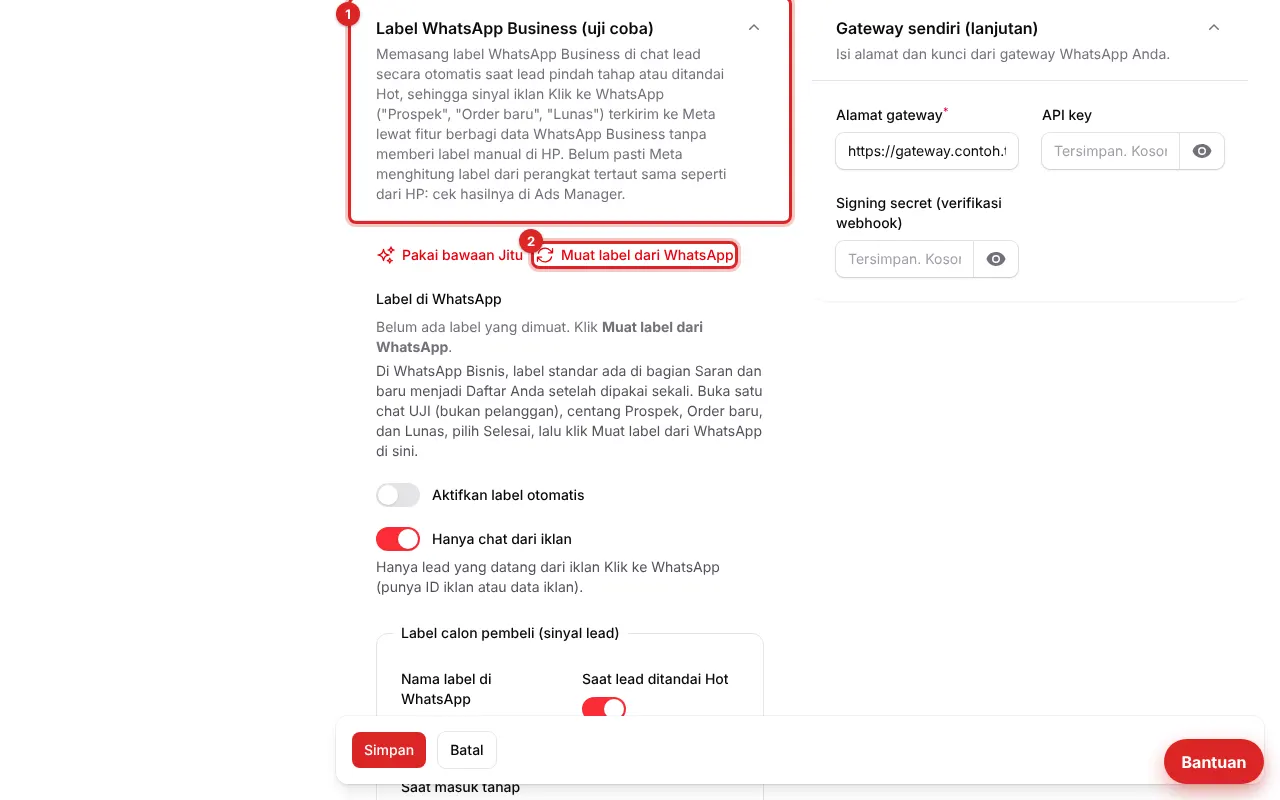 1
Label WhatsApp Business (uji coba)
Memasang label WhatsApp Business di chat lead
secara otomatis saat lead pindah tahap atau ditandai
Hot, sehingga sinyal iklan Klik ke WhatsApp
("Prospek", "Order baru", "Lunas") terkirim ke Meta
lewat fitur berbagi data WhatsApp Business tanpa
memberi label manual di HP. Belum pasti Meta
menghitung label dari perangkat tertaut sama seperti
dari HP: cek hasilnya di Ads Manager.
2
Pakai bawaan Jitu
Muat label dari WhatsApp
Label di WhatsApp
Belum ada label yang dimuat. Klik Muat label dari
WhatsApp.
Di WhatsApp Bisnis, label standar ada di bagian Saran dan
baru menjadi Daftar Anda setelah dipakai sekali. Buka satu
chat UJI (bukan pelanggan), centang Prospek, Order baru,
dan Lunas, pilih Selesai, lalu klik Muat label dari WhatsApp
di sini.
Aktifkan label otomatis
Hanya chat dari iklan
Hanya lead yang datang dari iklan Klik ke WhatsApp
(punya ID iklan atau data iklan).
Label calon pembeli (sinyal lead)
Nama label di
WhatsApp
Saat lead ditandai Hot
Saat masuk tahap
Gateway sendiri (lanjutan)
Isi alamat dan kunci dari gateway WhatsApp Anda.
Alamat gateway*
https://gateway.contoh.t
API key
Tersimpan. Kosor
Signing secret (verifikasi
webhook)
Tersimpan. Kosor
Simpan
Batal
Bantuan